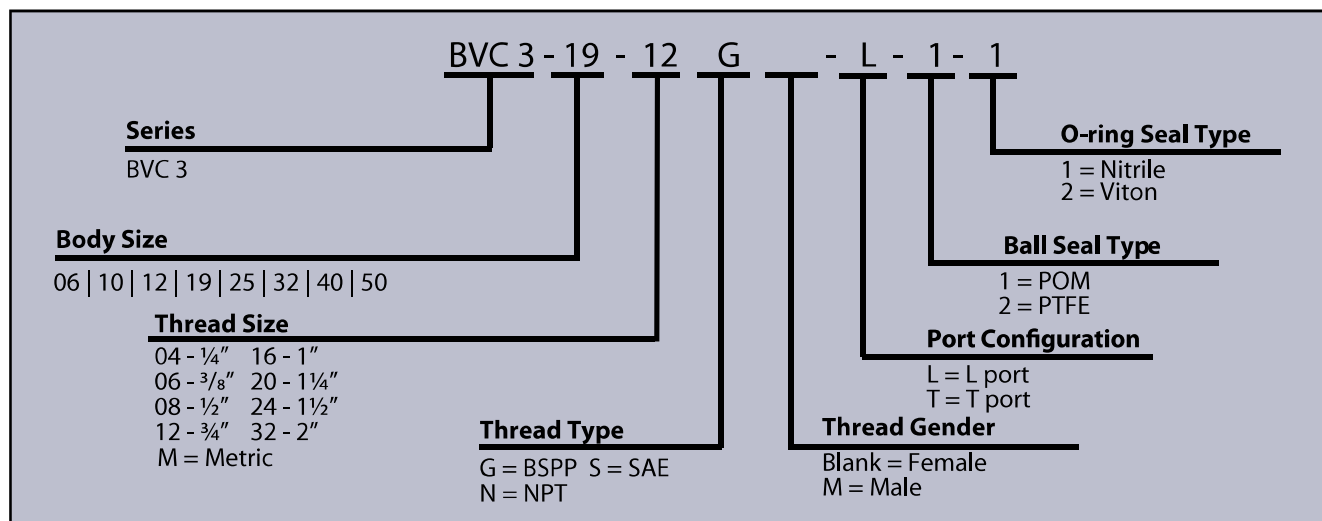 BVC 3 - 19 - 12 G - L - 1 - 1
Series
BVC 3
O-ring Seal Type
1 = Nitrile
2 = Viton
Body Size
06 | 10 | 12 | 19 | 25 | 32 | 40 | 50
Ball Seal Type
1 = POM
2 = PTFE
Thread Size
04 - ¼” 16 - 1”
06 - ³/₈” 20 - 1¼”
08 - ½” 24 - 1½”
12 - ¾” 32 - 2”
M = Metric
Port Configuration
L = L port
T = T port
Thread Type
G = BSPP S = SAE
N = NPT
Thread Gender
Blank = Female
M = Male